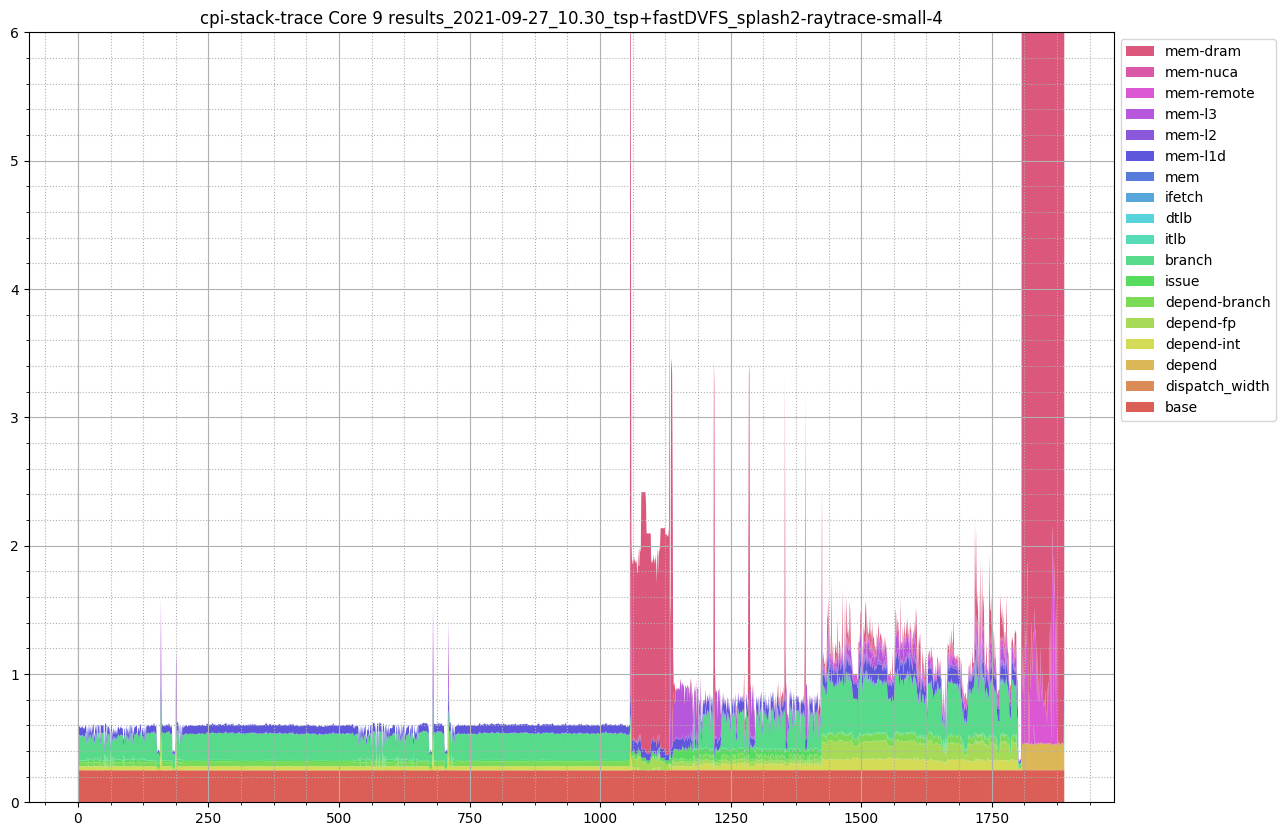 cpi-stack-trace Core 9 results_2021-09-27_10.30_tsp+fastDVFS_splash2-raytrace-small-4
6
5
4
3
2
1
0
0 250 500 750 1000 1250 1500 1750
mem-dram
mem-nuca
mem-remote
mem-l3
mem-l2
mem-l1d
mem
ifetch
dtlb
itlb
branch
issue
depend-branch
depend-fp
depend-int
depend
dispatch_width
base